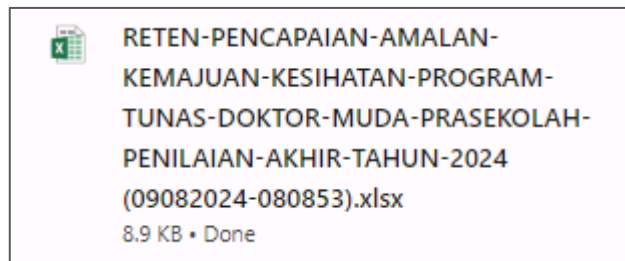 RETEN-PENCAPAIAN-AMALAN-
KEMAJUAN-KESIHATAN-PROGRAM-
TUNAS-DOKTOR-MUDA-PRASEKOLAH-
PENILAIAN-AKHIR-TAHUN-2024
(09082024-080853).xlsx
8.9 KB • Done